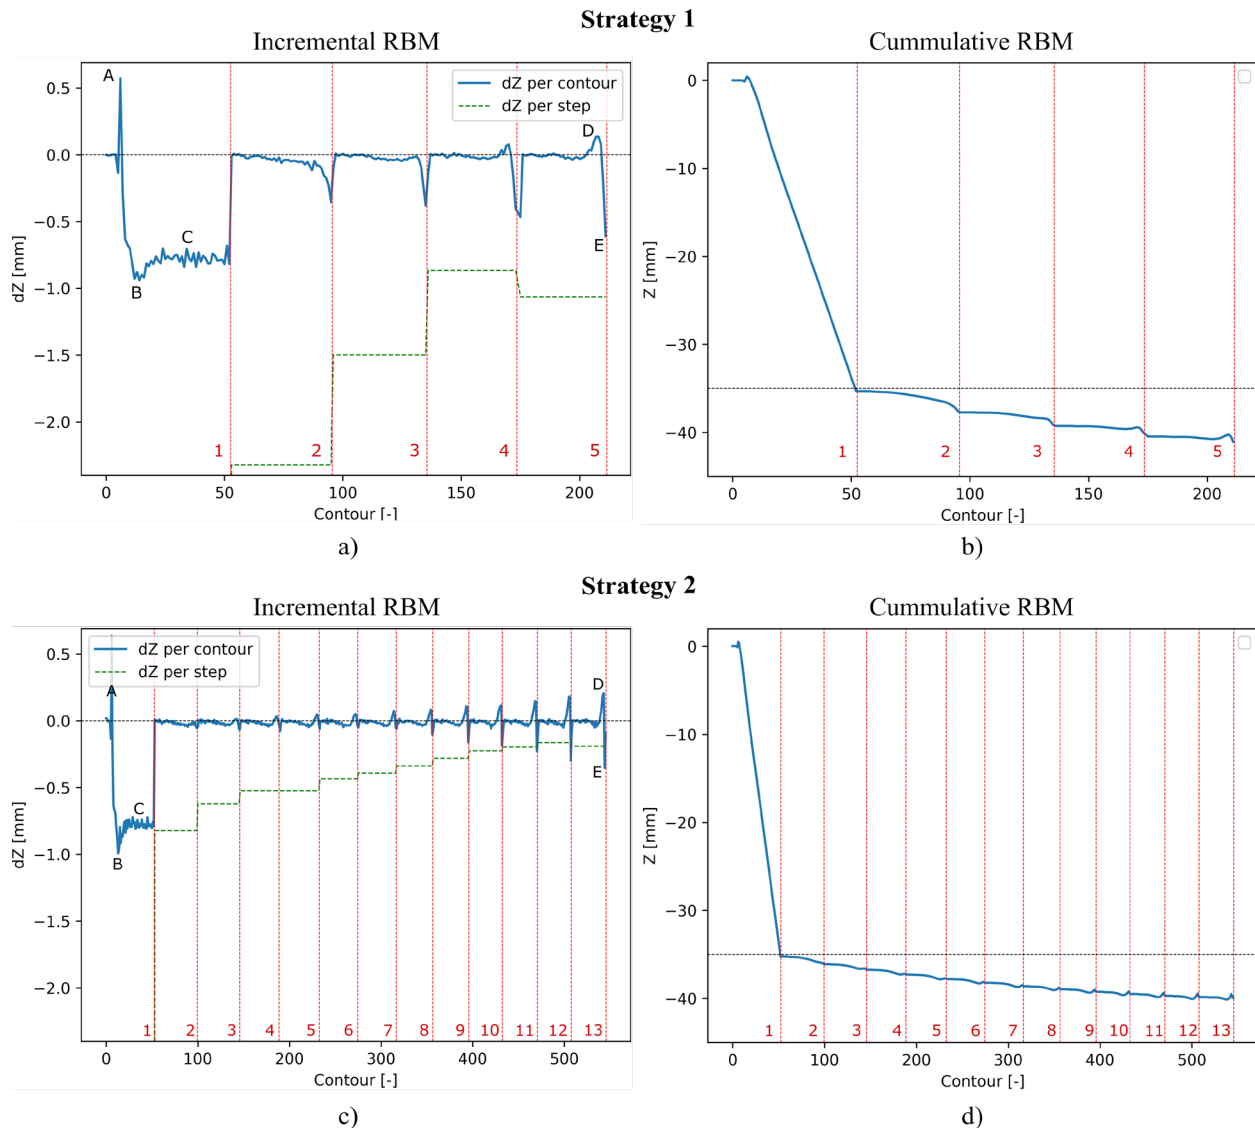 Strategy 1
Incremental RBM
Cummulative RBM
dZ per contour
dZ per step
A
B
C
D
E
0.5
0.0
−0.5
−1.0
−1.5
−2.0
dZ [mm]
1 2 3 4 5
0 50 100 150 200
Contour [-]
a)
0
−10
−20
−30
−40
Z [mm]
1 2 3 4 5
0 50 100 150 200
Contour [-]
b)
Strategy 2
Incremental RBM
Cummulative RBM
dZ per contour
dZ per step
A
B
C
D
E
0.5
0.0
−0.5
−1.0
−1.5
−2.0
dZ [mm]
1 2 3 4 5 6 7 8 9 10 11 12 13
0 100 200 300 400 500
Contour [-]
c)
0
−10
−20
−30
−40
Z [mm]
1 2 3 4 5 6 7 8 9 10 11 12 13
0 100 200 300 400 500
Contour [-]
d)